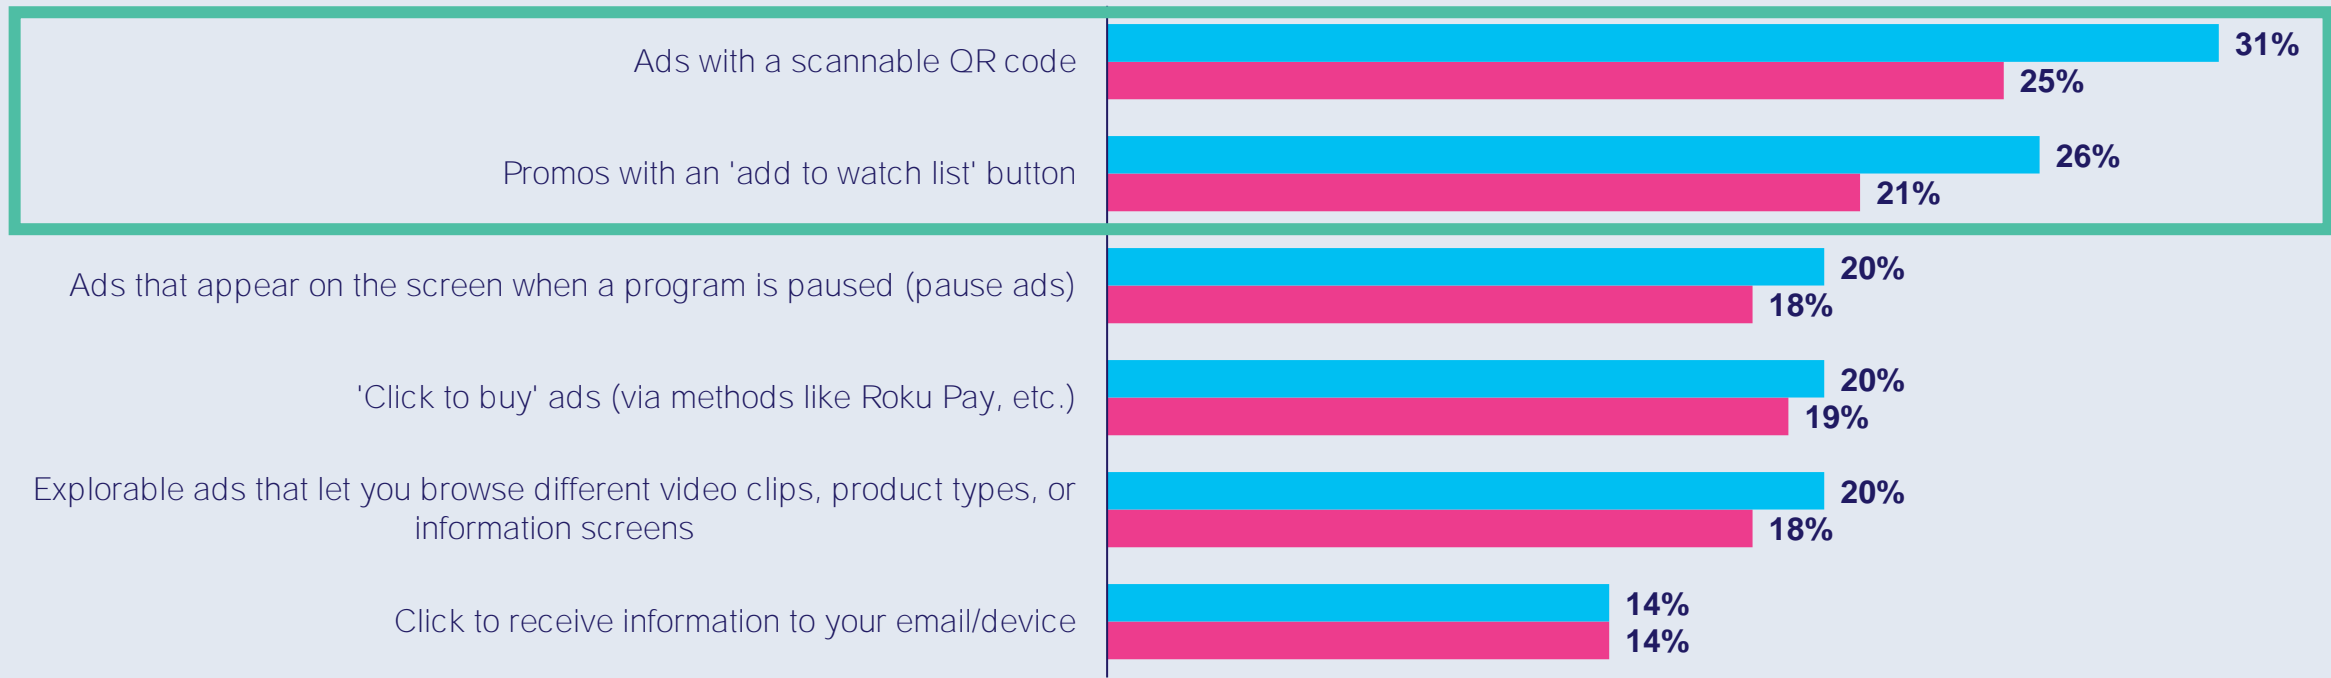 Ads with a scannable QR code
31%
25%
Promos with an 'add to watch list' button
26%
21%
Ads that appear on the screen when a program is paused (pause ads)
20%
18%
'Click to buy' ads (via methods like Roku Pay, etc.)
20%
19%
Explorable ads that let you browse different video clips, product types, or
information screens
20%
18%
Click to receive information to your email/device
14%
14%